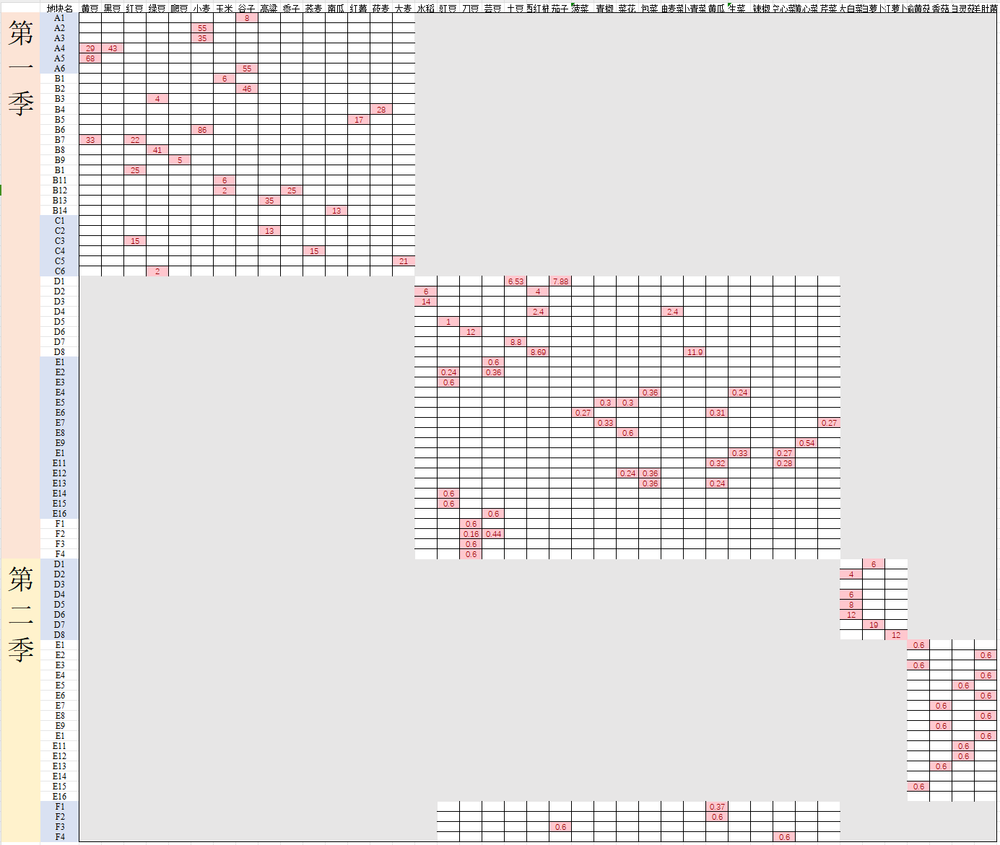 地块名 黄豆 黑豆 红豆 绿豆 爬豆 小麦 玉米 谷子 高粱 黍子 荞麦 南瓜 红薯 莜麦 大麦 水稻 豇豆 刀豆 芸豆 土豆 西红柿 茄子 菠菜 青椒 菜花 包菜 油麦菜 小青菜 黄瓜 生菜 辣椒 空心菜 黄心菜 芹菜 大白菜 白萝卜 红萝卜 榆黄菇 香菇 白灵菇 羊肚菌
第一季
A1 8
A2 55
A3 35
A4 29 43
A5 68
A6 55
B1 6
B2 46
B3 4
B4 28
B5 17
B6 86
B7 33 22
B8 41
B9 5
B1 25
B11 6
B12 2 25
B13 35
B14 13
C1
C2 13
C3 15
C4 15
C5 21
C6 2
D1 6.53 7.88
D2 6 4
D3 14
D4 2.4 2.4
D5 1
D6 12
D7 8.8
D8 8.69 11.9
E1 0.6
E2 0.24 0.36
E3 0.6
E4 0.36 0.24
E5 0.3 0.3
E6 0.27 0.31
E7 0.33 0.27
E8 0.6
E9 0.54
E1 0.33 0.27
E11 0.32 0.28
E12 0.24 0.36
E13 0.36 0.24
E14 0.6
E15 0.6
E16 0.6
F1 0.6
F2 0.16 0.44
F3 0.6
F4 0.6
第二季
D1 6
D2 4
D3
D4 6
D5 8
D6 12
D7 19
D8 12
E1 0.6
E2 0.6
E3 0.6
E4 0.6
E5 0.6
E6 0.6
E7 0.6
E8 0.6
E9 0.6
E1 0.6
E11 0.6
E12 0.6
E13 0.6
E14
E15 0.6
E16
F1 0.37
F2 0.6
F3 0.6
F4 0.6